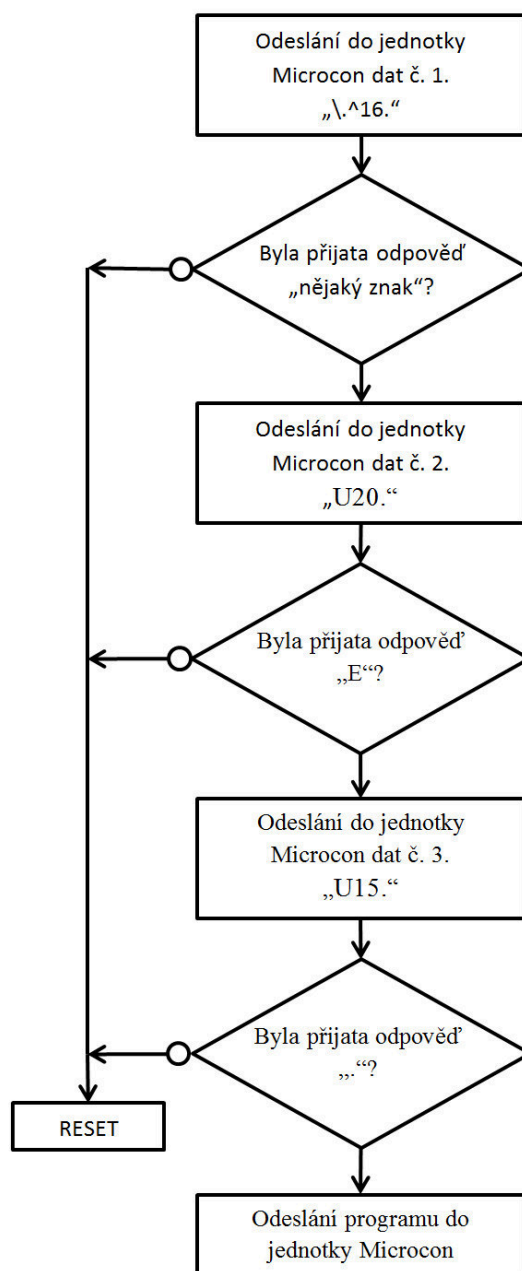 Odeslání do jednotky
Microcon dat č. 1.
„\.^16.“
Byla přijata odpověď
„nějaký znak“?
Odeslání do jednotky
Microcon dat č. 2.
„U20.“
Byla přijata odpověď
„E“?
Odeslání do jednotky
Microcon dat č. 3.
„U15.“
Byla přijata odpověď
„.“?
RESET
Odeslání programu do
jednotky Microcon